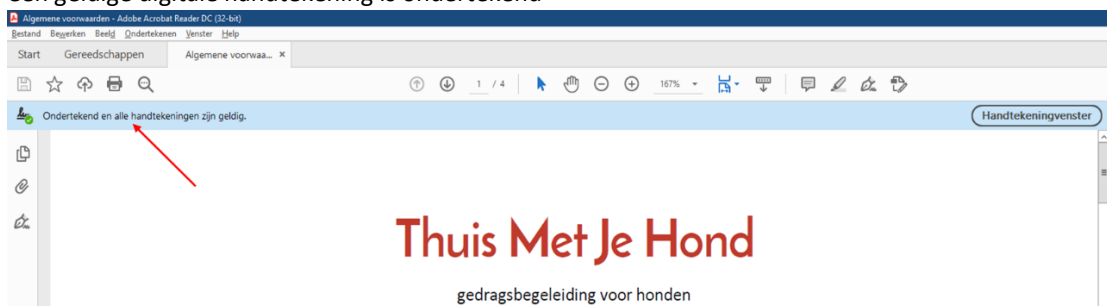 een geldige digitale handtekening is ondertekend
Algemene voorwaarden - Adobe Acrobat Reader DC (32-bit)
Bestand Bewerken Beeld Ondertekenen Venster Help
Start Gereedschappen Algemene voorwaa... ×
1 / 4 167%
Ondertekend en alle handtekeningen zijn geldig. Handtekeningvenster
Thuis Met Je Hond
gedragsbegeleiding voor honden